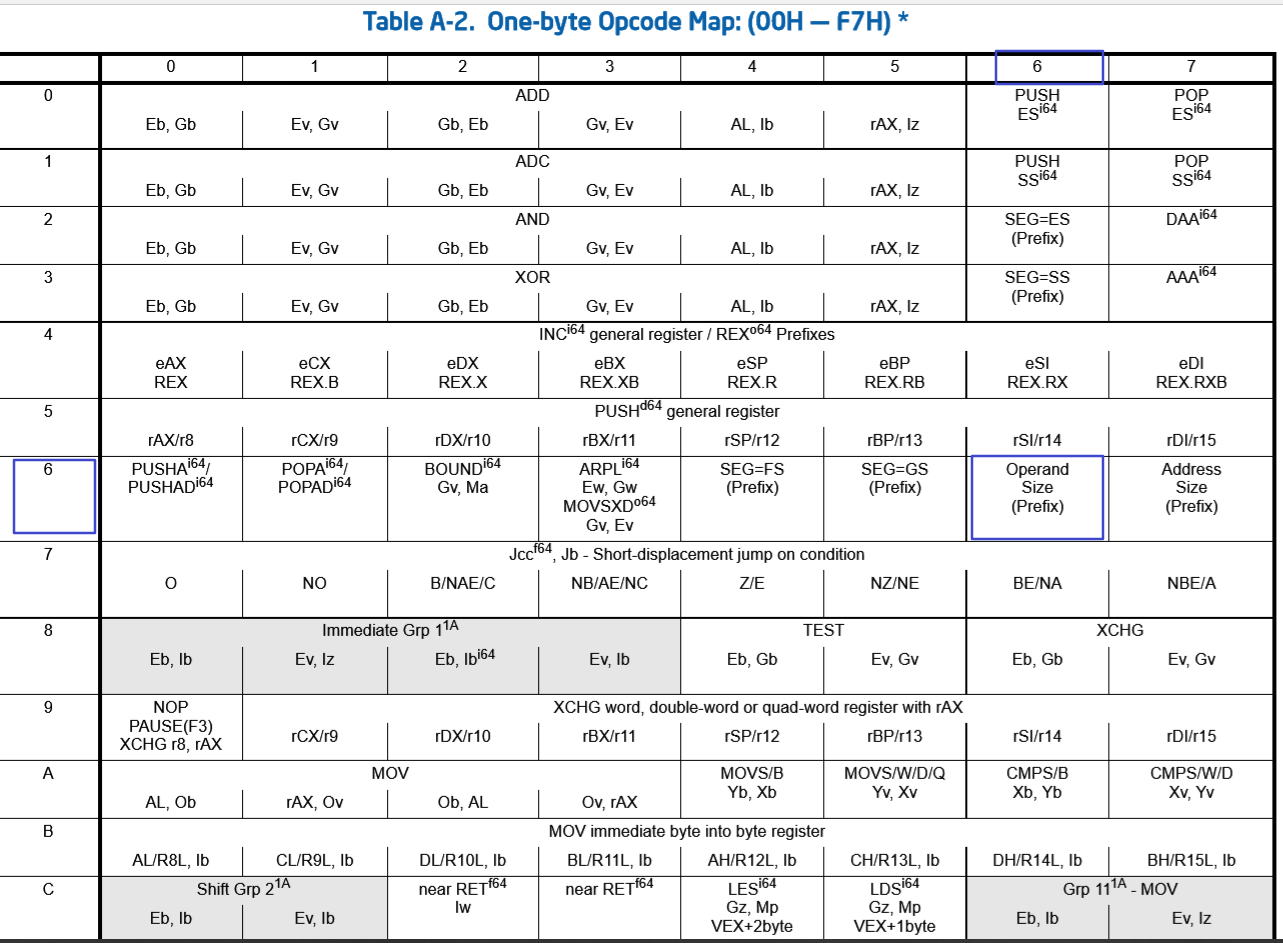 Table A-2. One-byte Opcode Map: (00H — F7H) *
0 1 2 3 4 5 6 7
0 ADD PUSH ES^i64 POP ES^i64
Eb, Gb Ev, Gv Gb, Eb Gv, Ev AL, Ib rAX, Iz
1 ADC PUSH SS^i64 POP SS^i64
Eb, Gb Ev, Gv Gb, Eb Gv, Ev AL, Ib rAX, Iz
2 AND SEG=ES (Prefix) DAA^i64
Eb, Gb Ev, Gv Gb, Eb Gv, Ev AL, Ib rAX, Iz
3 XOR SEG=SS (Prefix) AAA^i64
Eb, Gb Ev, Gv Gb, Eb Gv, Ev AL, Ib rAX, Iz
4 INC^i64 general register / REX^o64 Prefixes
eAX eCX eDX eBX eSP eBP eSI eDI
REX REX.B REX.X REX.XB REX.R REX.RB REX.RX REX.RXB
5 PUSH^d64 general register
rAX/r8 rCX/r9 rDX/r10 rBX/r11 rSP/r12 rBP/r13 rSI/r14 rDI/r15
6 PUSHA^i64/ POPA^i64/ BOUND^i64 ARPL^i64 SEG=FS SEG=GS Operand Address
PUSHAD^i64 POPAD^i64 Gv, Ma Ew, Gw (Prefix) (Prefix) Size Size
MOVSXD^o64 (Prefix) (Prefix)
Gv, Ev
7 Jcc^f64, Jb - Short-displacement jump on condition
O NO B/NAE/C NB/AE/NC Z/E NZ/NE BE/NA NBE/A
8 Immediate Grp 1^1A TEST XCHG
Eb, Ib Ev, Iz Eb, Ib^i64 Ev, Ib Eb, Gb Ev, Gv Eb, Gb Ev, Gv
9 NOP XCHG word, double-word or quad-word register with rAX
PAUSE(F3)
XCHG r8, rAX rCX/r9 rDX/r10 rBX/r11 rSP/r12 rBP/r13 rSI/r14 rDI/r15
A MOV MOVS/B MOVS/W/D/Q CMPS/B CMPS/W/D
Yb, Xb Yv, Xv Xb, Yb Xv, Yv
AL, Ob rAX, Ov Ob, AL Ov, rAX
B MOV immediate byte into byte register
AL/R8L, Ib CL/R9L, Ib DL/R10L, Ib BL/R11L, Ib AH/R12L, Ib CH/R13L, Ib DH/R14L, Ib BH/R15L, Ib
C Shift Grp 2^1A near RET^f64 near RET^f64 LES^i64 LDS^i64 Grp 11^1A - MOV
Iw Gz, Mp Gz, Mp
Eb, Ib Ev, Ib VEX+2byte VEX+1byte Eb, Ib Ev, Iz